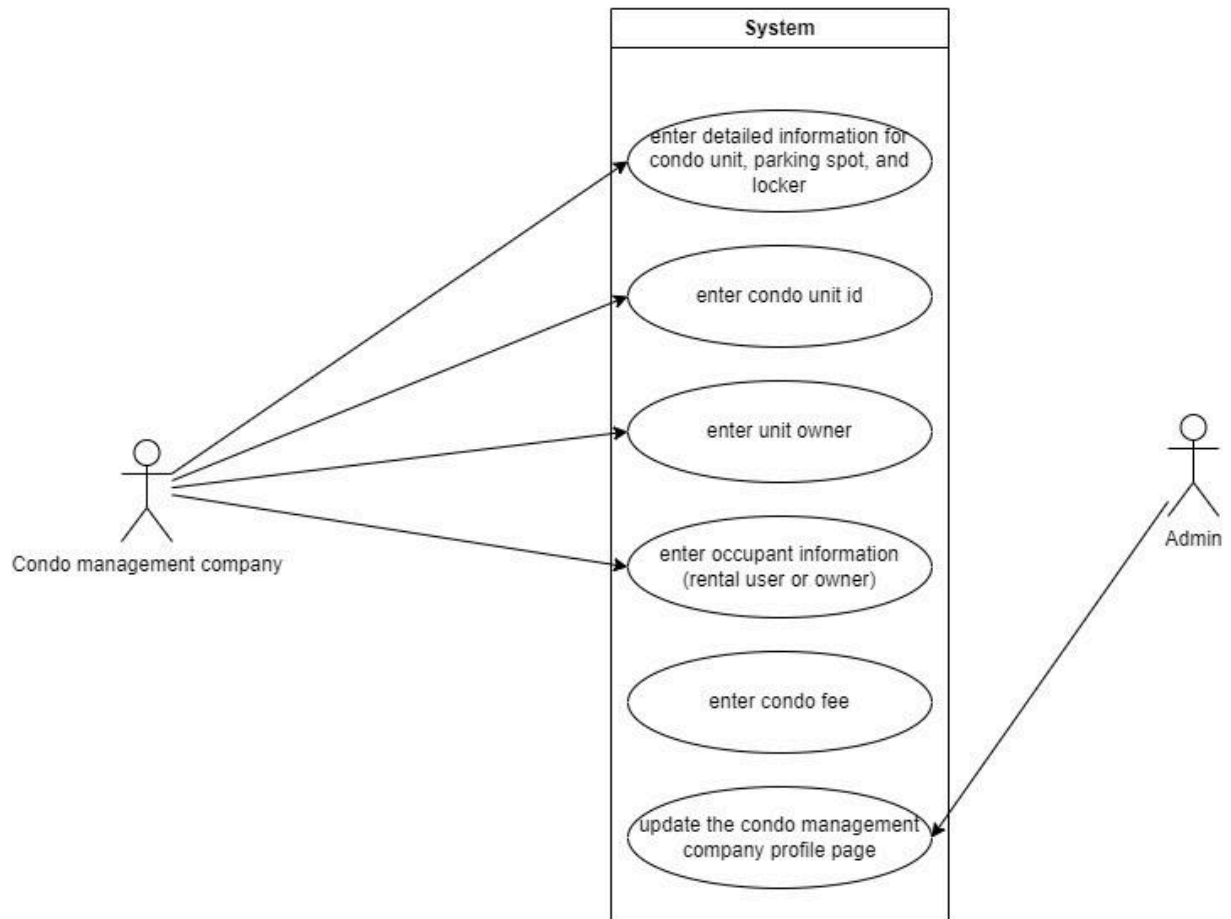 System
enter detailed information for
condo unit, parking spot, and
locker
enter condo unit id
enter unit owner
Condo management company
enter occupant information
(rental user or owner)
Admin
enter condo fee
update the condo management
company profile page